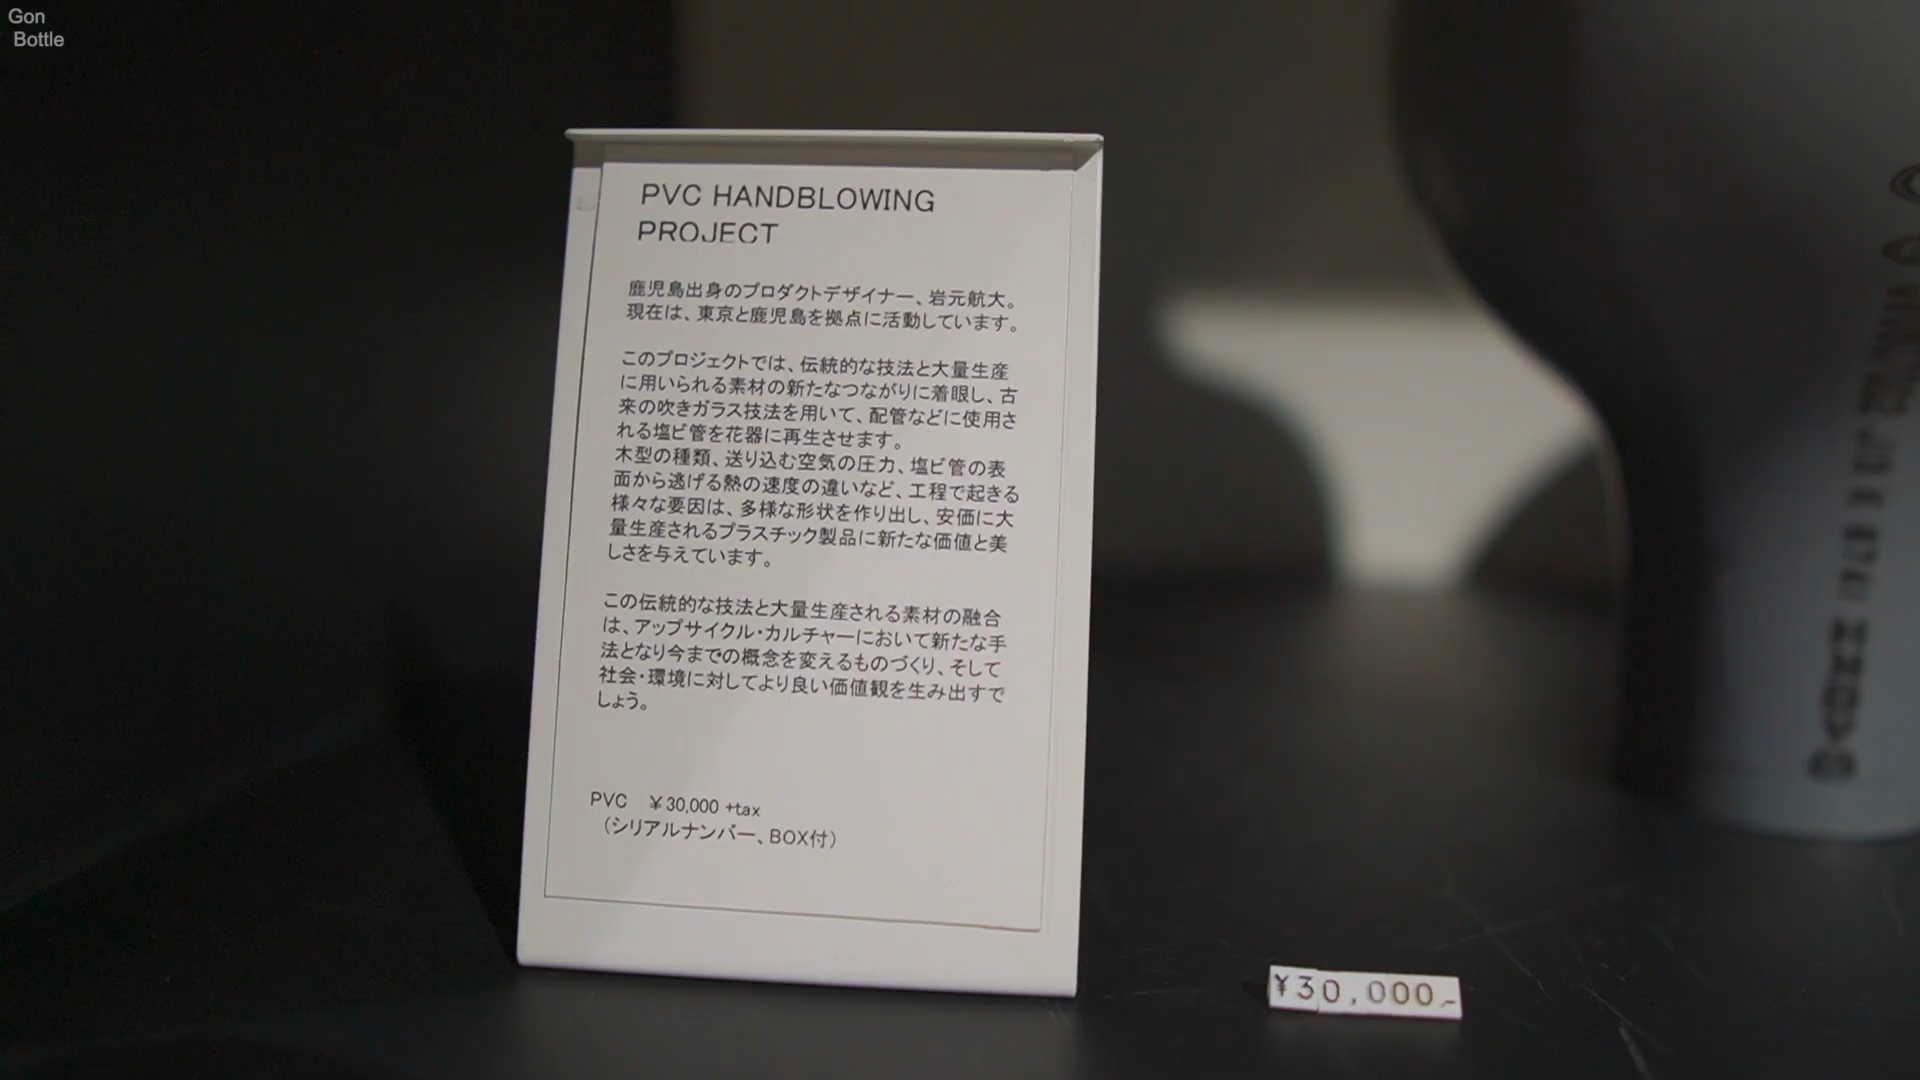 Gon
Bottle
PVC HANDBLOWING
PROJECT
鹿児島出身のプロダクトデザイナー、岩元航大。
現在は、東京と鹿児島を拠点に活動しています。
このプロジェクトでは、伝統的な技法と大量生産
に用いられる素材の新たなつながりに着眼し、古
来の吹きガラス技法を用いて、配管などに使用さ
れる塩ビ管を花器に再生させます。
木型の種類、送り込む空気の圧力、塩ビ管の表
面から逃げる熱の速度の違いなど、工程で起きる
様々な要因は、多様な形状を作り出し、安価に大
量生産されるプラスチック製品に新たな価値と美
しさを与えています。
この伝統的な技法と大量生産される素材の融合
は、アップサイクル・カルチャーにおいて新たな手
法となり今までの概念を変えるものづくり、そして
社会・環境に対してより良い価値観を生み出すで
しょう。
PVC ￥30,000 +tax
（シリアルナンバー、BOX付）
¥30,000.-